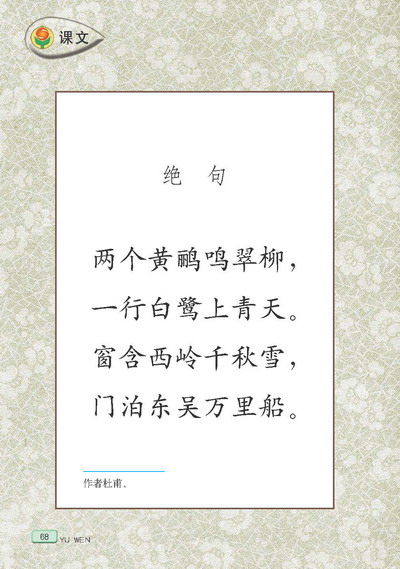 课文
绝 句
两个黄鹂鸣翠柳，
一行白鹭上青天。
窗含西岭千秋雪，
门泊东吴万里船。
作者杜甫、
68
YU WEN